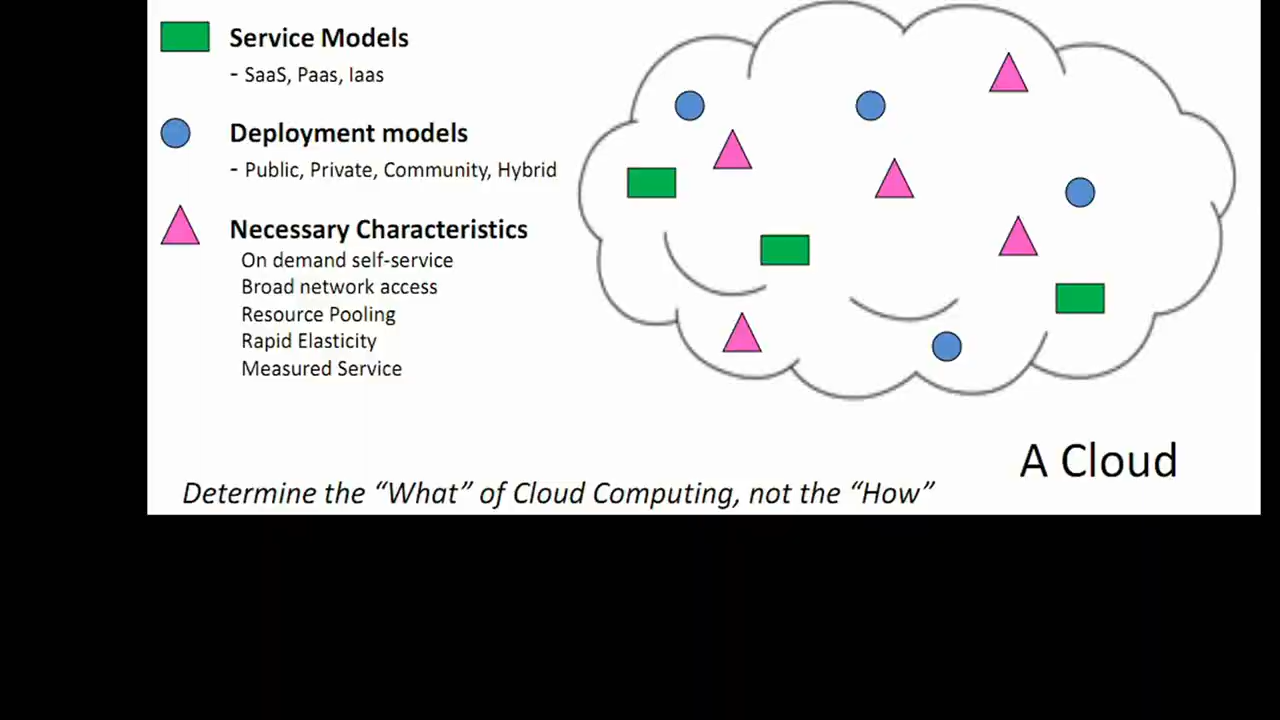 Service Models
- SaaS, Paas, Iaas
Deployment models
- Public, Private, Community, Hybrid
Necessary Characteristics
On demand self-service
Broad network access
Resource Pooling
Rapid Elasticity
Measured Service
A Cloud
Determine the “What” of Cloud Computing, not the “How”